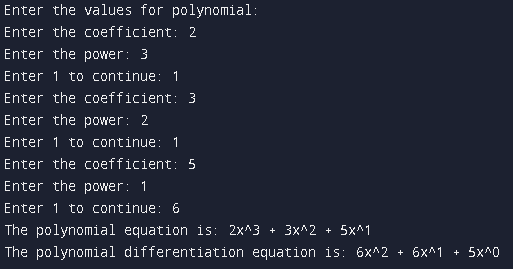 Enter the values for polynomial:
Enter the coefficient: 2
Enter the power: 3
Enter 1 to continue: 1
Enter the coefficient: 3
Enter the power: 2
Enter 1 to continue: 1
Enter the coefficient: 5
Enter the power: 1
Enter 1 to continue: 6
The polynomial equation is: 2x^3 + 3x^2 + 5x^1
The polynomial differentiation equation is: 6x^2 + 6x^1 + 5x^0